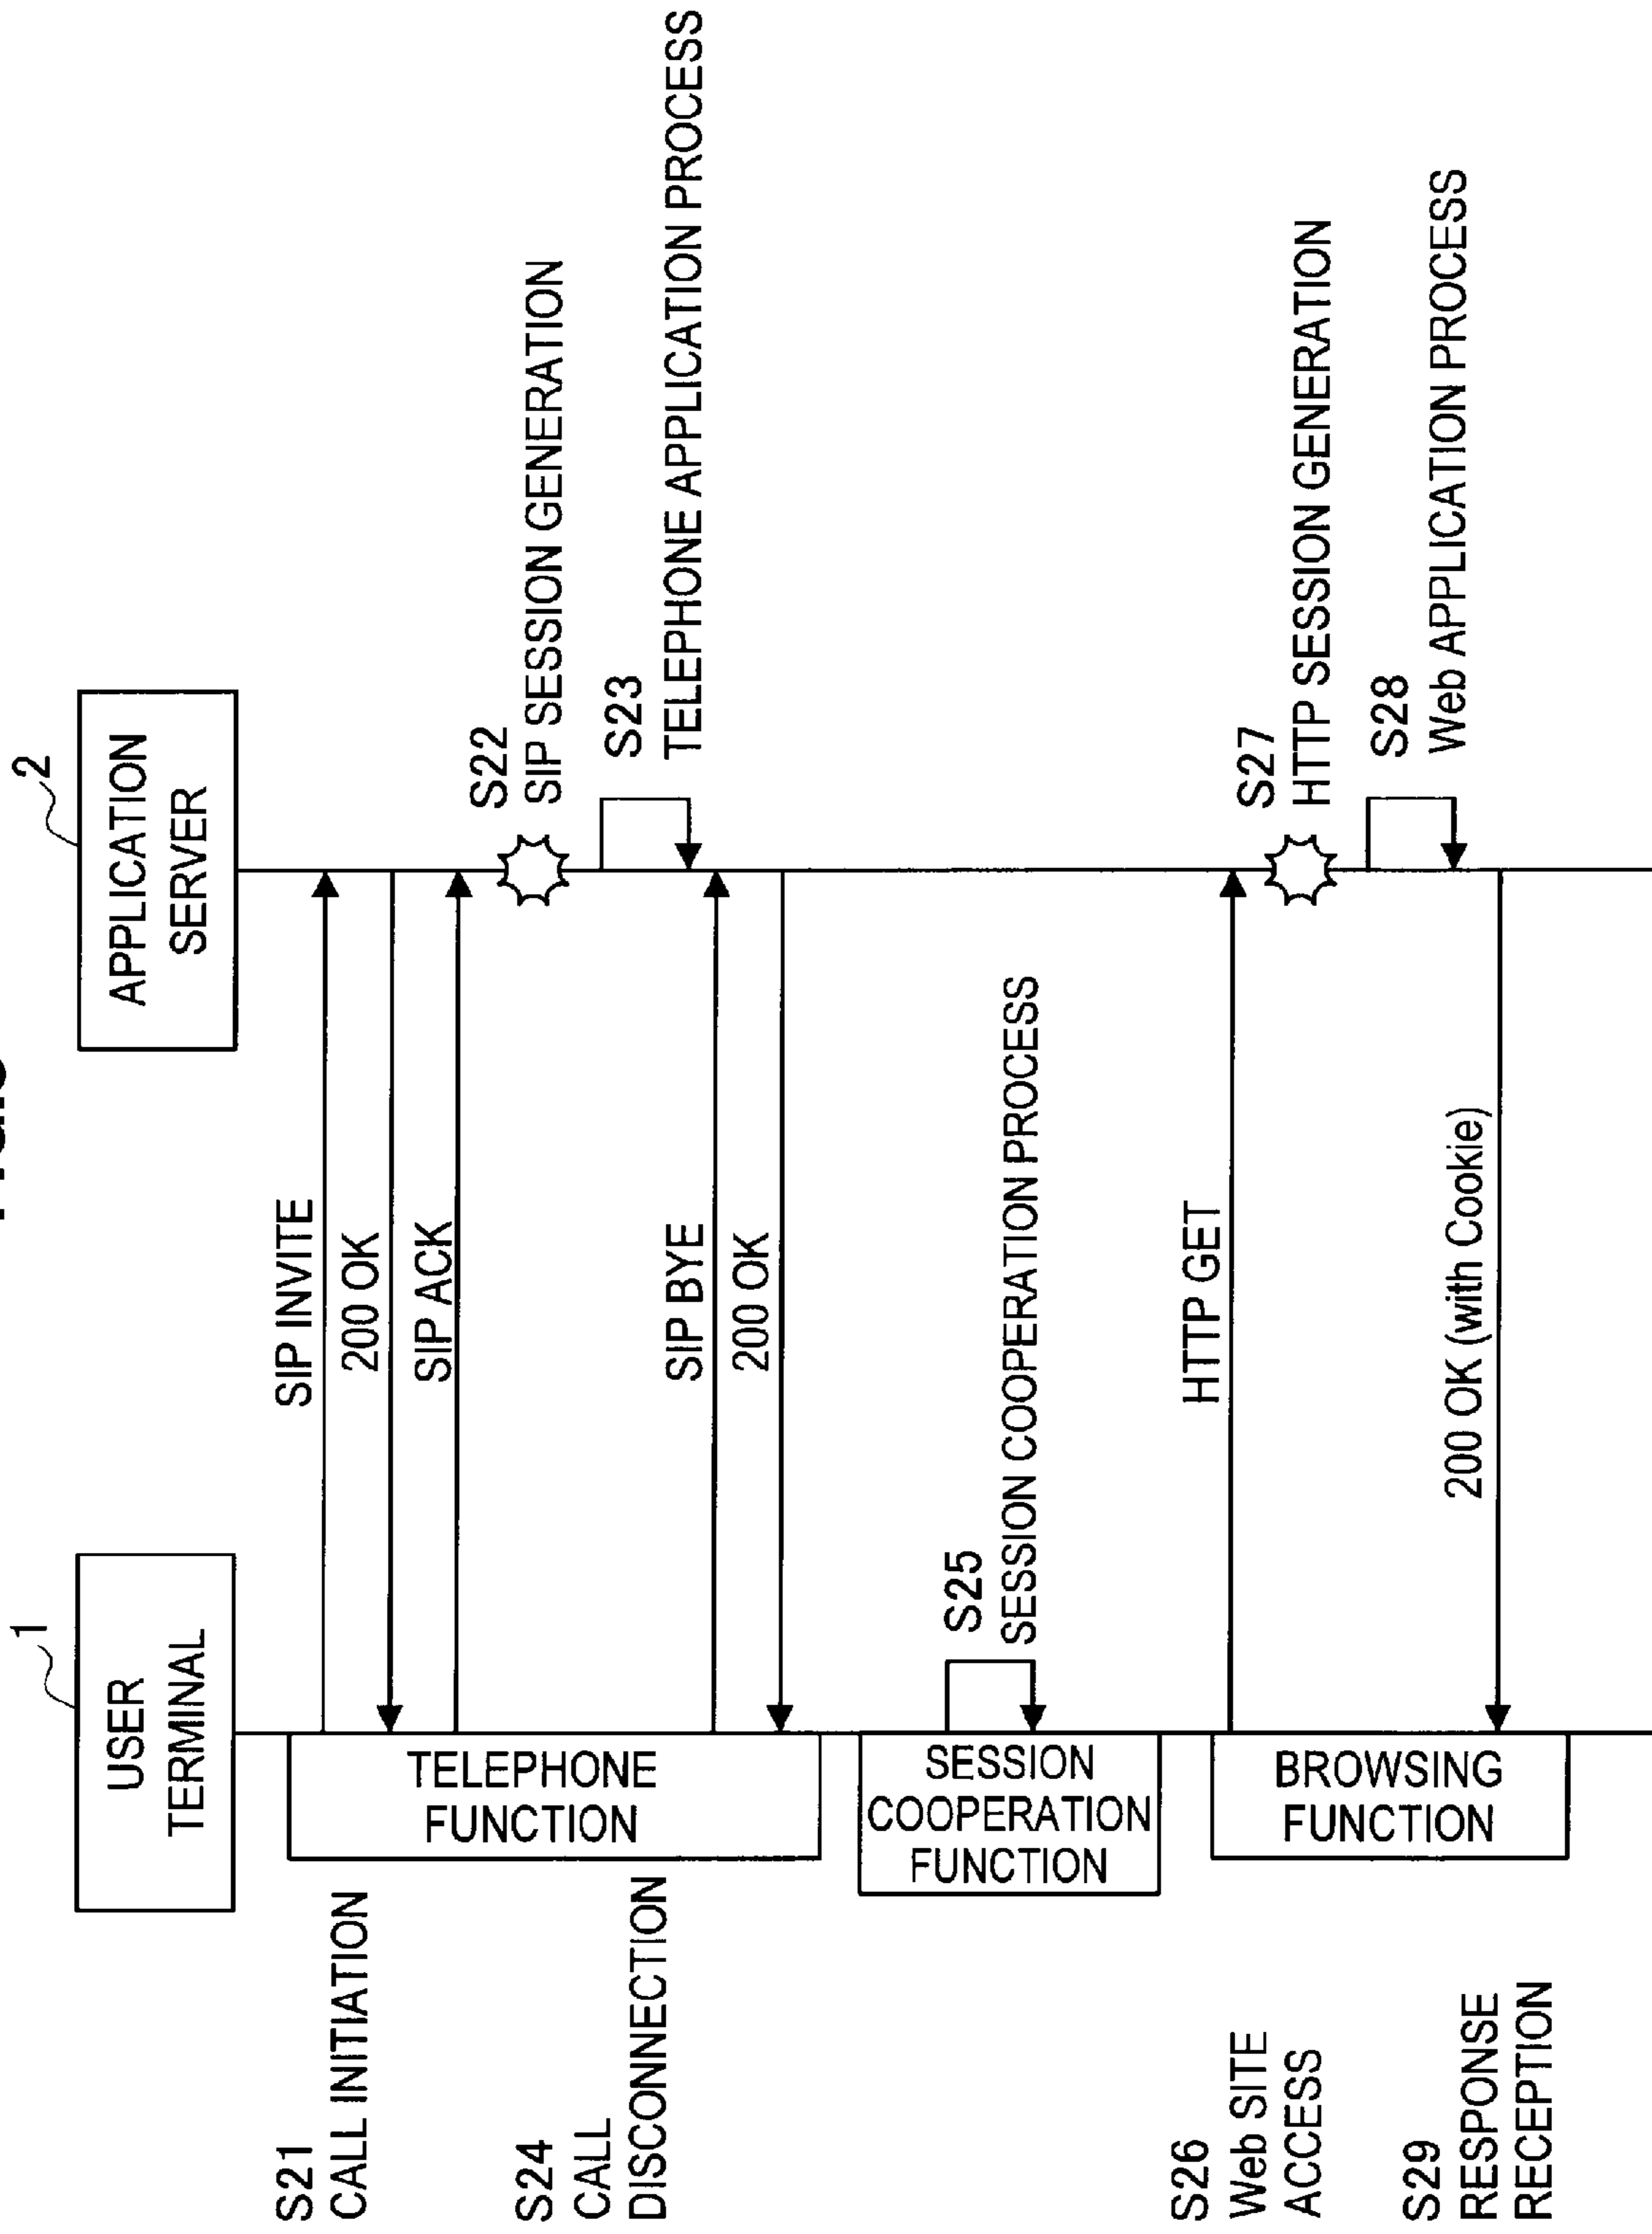 1
USER
TERMINAL
2
APPLICATION
SERVER
S21
CALL INITIATION
TELEPHONE
FUNCTION
SIP INVITE
200 OK
SIP ACK
S22
SIP SESSION GENERATION
S23
TELEPHONE APPLICATION PROCESS
S24
CALL
DISCONNECTION
SIP BYE
200 OK
SESSION
COOPERATION
FUNCTION
S25
SESSION COOPERATION PROCESS
S26
Web SITE
ACCESS
BROWSING
FUNCTION
HTTP GET
S27
HTTP SESSION GENERATION
S28
Web APPLICATION PROCESS
S29
RESPONSE
RECEPTION
200 OK (with Cookie)